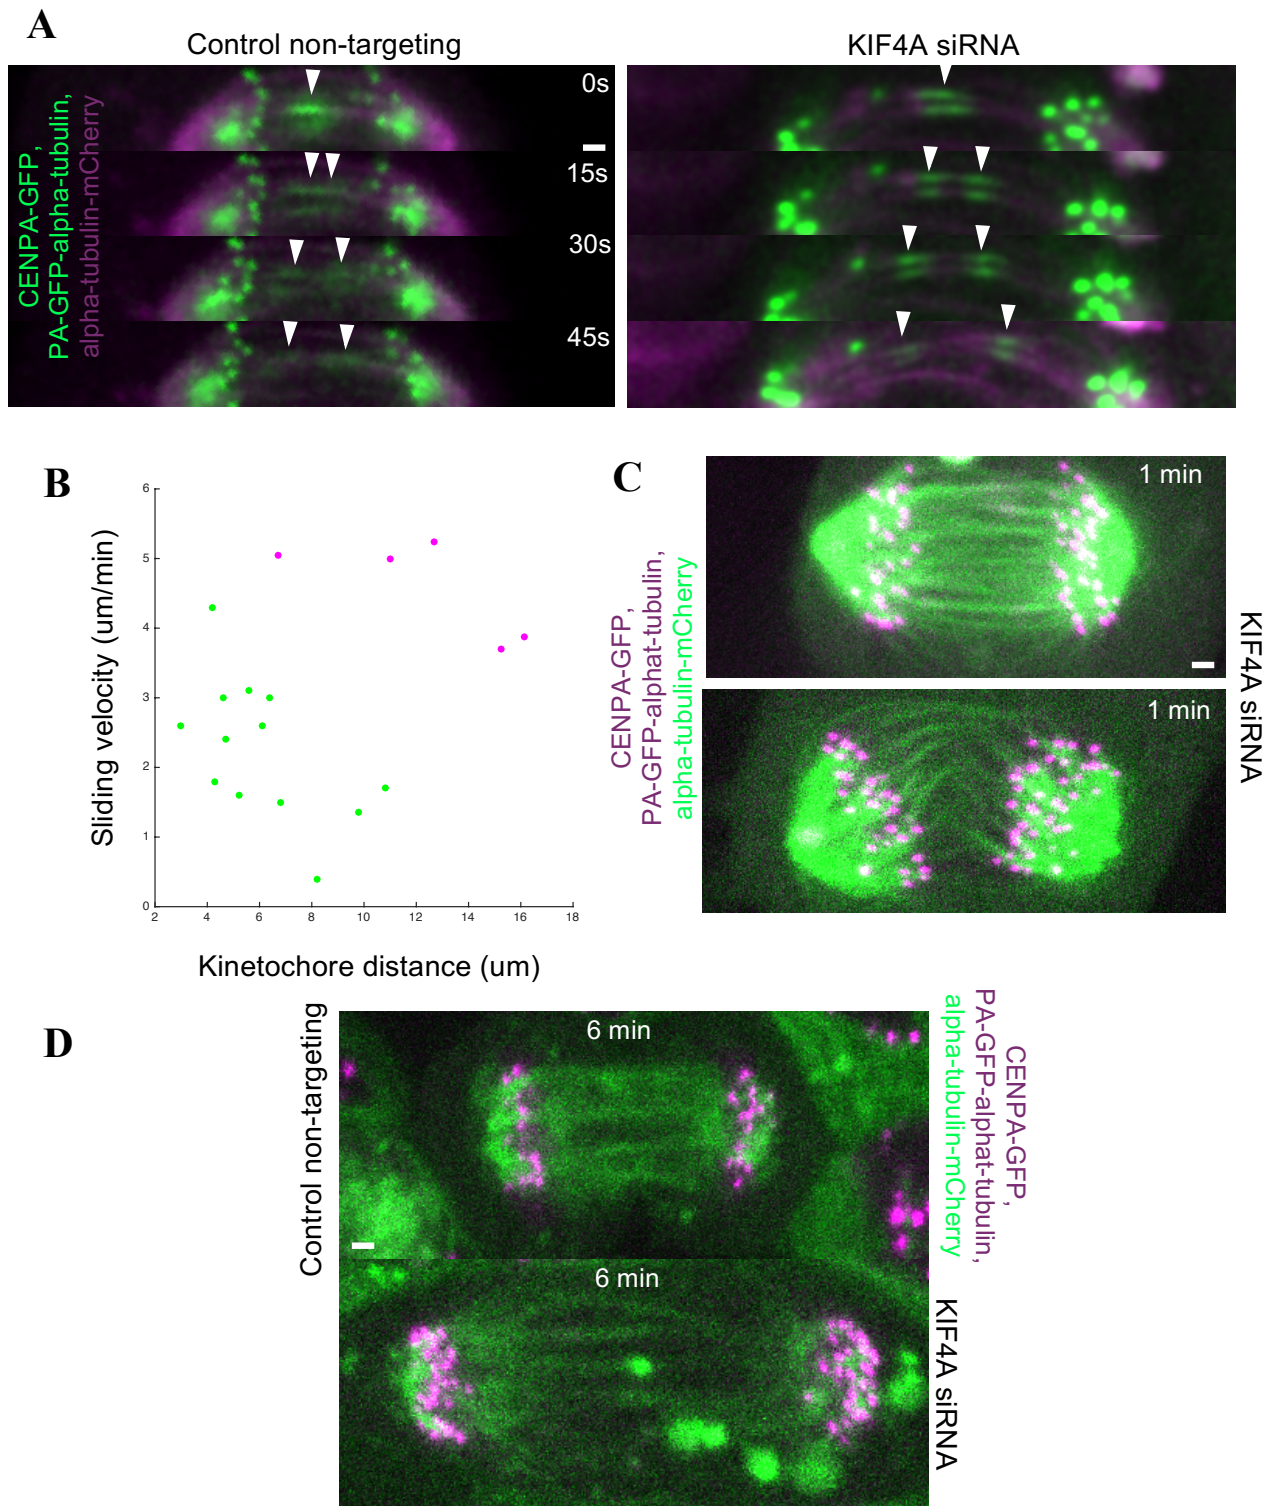 A
Control non-targeting
KIF4A siRNA
CENPA-GFP,
PA-GFP-alpha-tubulin,
alpha-tubulin-mCherry
0s
15s
30s
45s
B
Sliding velocity (um/min)
6
5
4
3
2
1
0
2 4 6 8 10 12 14 16 18
Kinetochore distance (um)
C
CENPA-GFP,
PA-GFP-alphat-tubulin,
alpha-tubulin-mCherry
1 min
1 min
KIF4A siRNA
D
Control non-targeting
6 min
6 min
CENPA-GFP,
PA-GFP-alphat-tubulin,
alpha-tubulin-mCherry
KIF4A siRNA